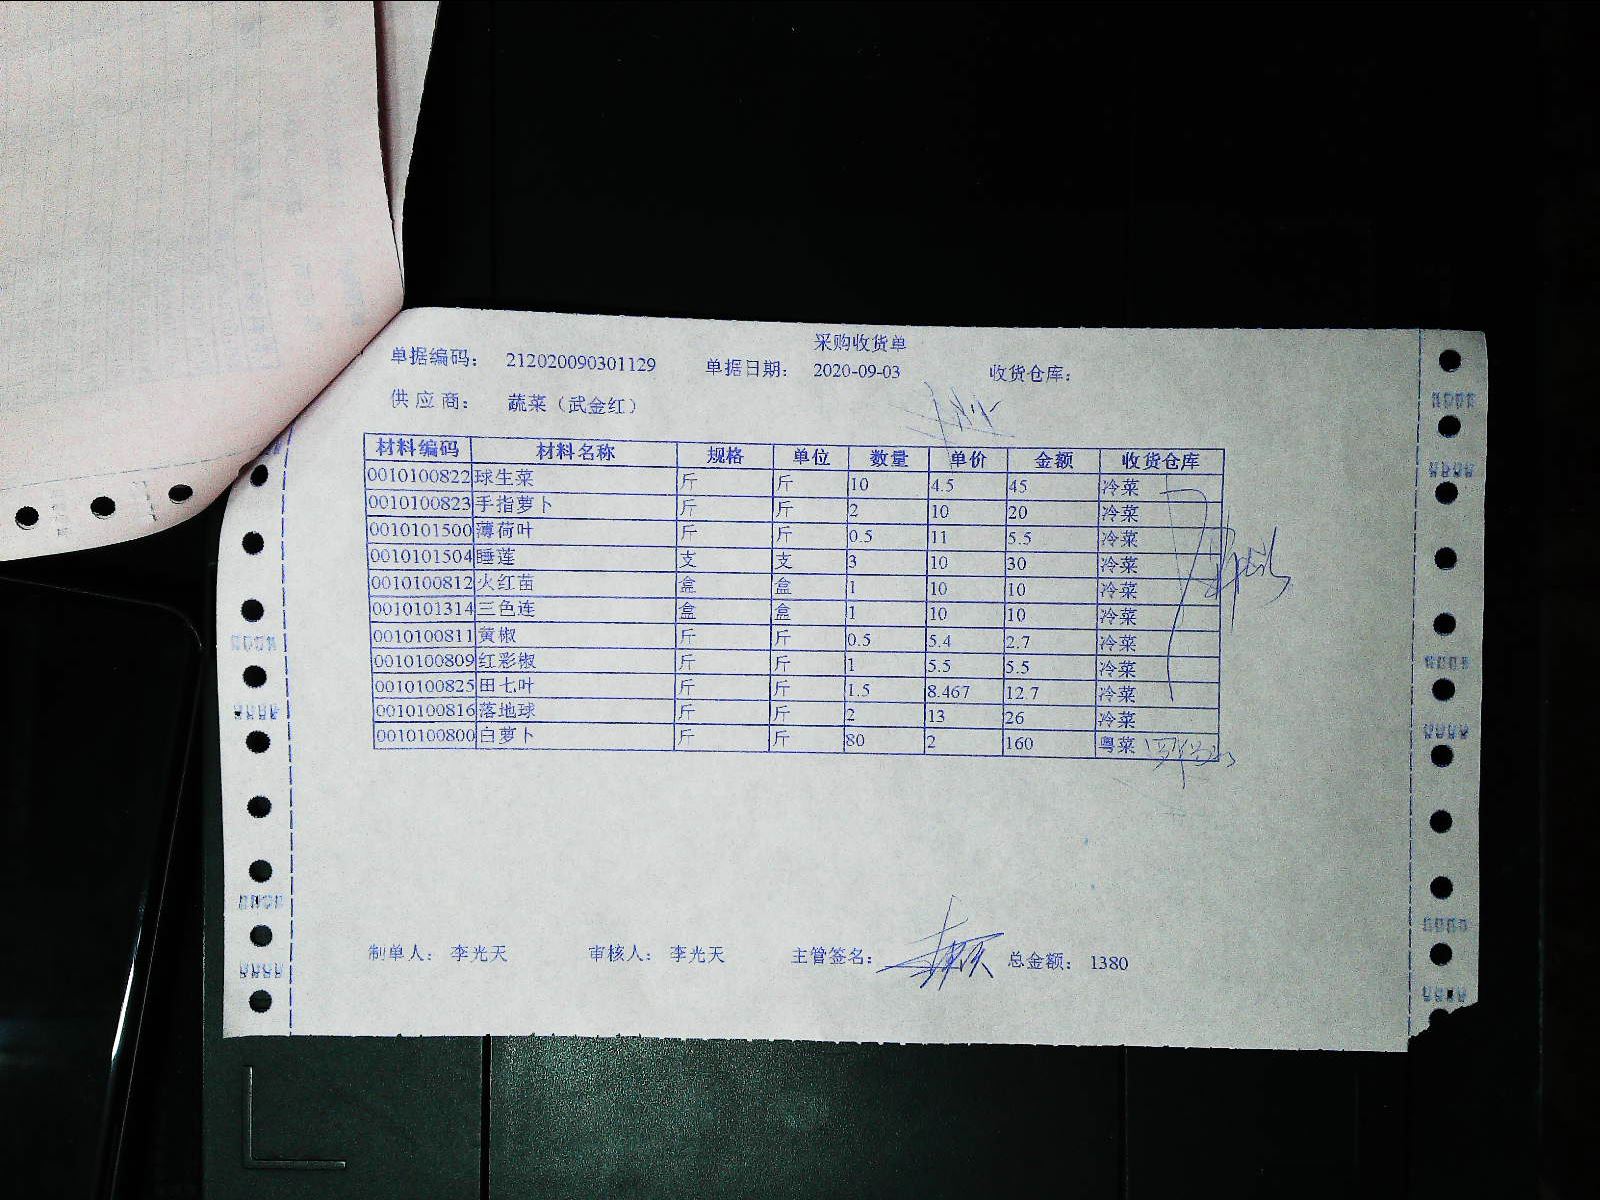 采购收货单
单据编码： 212020090301129 单据日期： 2020-09-03 收货仓库：
供应商： 蔬菜（武金红）
材料编码 材料名称 规格 单位 数量 单价 金额 收货仓库
0010100822 球生菜 斤 斤 10 4.5 45 冷菜
0010100823 手指萝卜 斤 斤 2 10 20 冷菜
0010101500 薄荷叶 斤 斤 0.5 11 5.5 冷菜
0010101504 睡莲 支 支 3 10 30 冷菜
0010100812 火红苗 盒 盒 1 10 10 冷菜
0010101314 三色连 盒 盒 1 10 10 冷菜
0010100811 黄椒 斤 斤 0.5 5.4 2.7 冷菜
0010100809 红彩椒 斤 斤 1 5.5 5.5 冷菜
0010100825 田七叶 斤 斤 1.5 8.467 12.7 冷菜
0010100816 落地球 斤 斤 2 13 26 冷菜
0010100800 白萝卜 斤 斤 80 2 160 粤菜
制单人： 李光天 审核人： 李光天 主管签名： 总金额： 1380